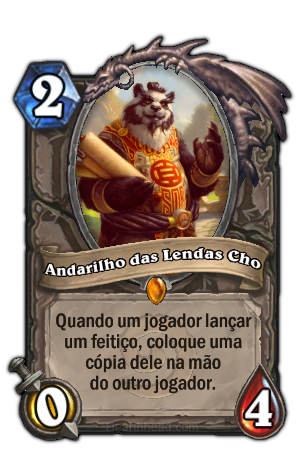 2
Andarilho das Lendas Cho
Quando um jogador lançar
um feitiço, coloque uma
cópia dele na mão
do outro jogador.
0
4